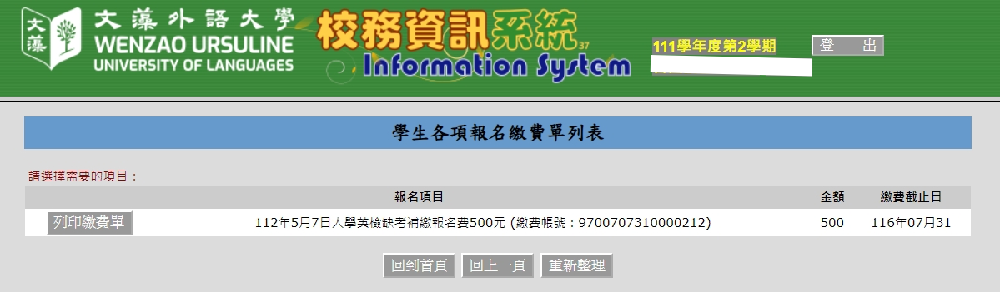 文藻
文藻外語大學
WENZAO URSULINE
UNIVERSITY OF LANGUAGES
校務資訊系統37
Information System
111學年度第2學期
登 出
學生各項報名繳費單列表
請選擇需要的項目：
報名項目 金額 繳費截止日
列印繳費單 112年5月7日大學英檢缺考補繳報名費500元 (繳費帳號：9700707310000212) 500 116年07月31
回到首頁 回上一頁 重新整理